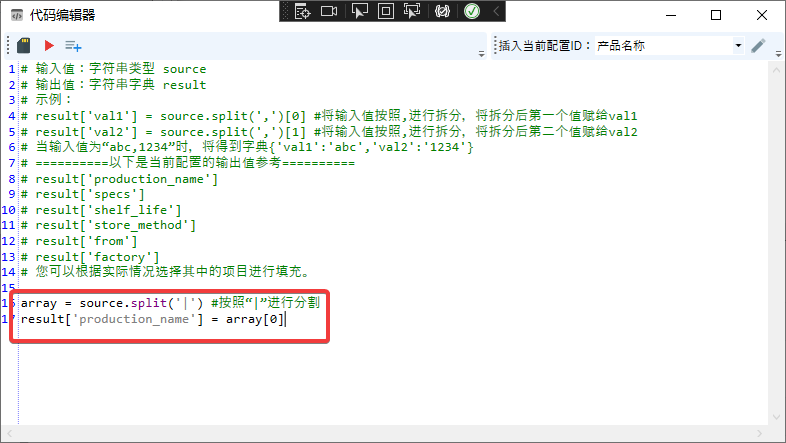 代码编辑器
插入当前配置ID： 产品名称
1 # 输入值：字符串类型 source
2 # 输出值：字符串字典 result
3 # 示例：
4 # result['val1'] = source.split(',')[0] #将输入值按照,进行拆分，将拆分后第一个值赋给val1
5 # result['val2'] = source.split(',')[1] #将输入值按照,进行拆分，将拆分后第二个值赋给val2
6 # 当输入值为“abc,1234”时，将得到字典{'val1':'abc','val2':'1234'}
7 # ==========以下是当前配置的输出值参考==========
8 # result['production_name']
9 # result['specs']
10 # result['shelf_life']
11 # result['store_method']
12 # result['from']
13 # result['factory']
14 # 您可以根据实际情况选择其中的项目进行填充。
15
16 array = source.split('|') #按照“|”进行分割
17 result['production_name'] = array[0]